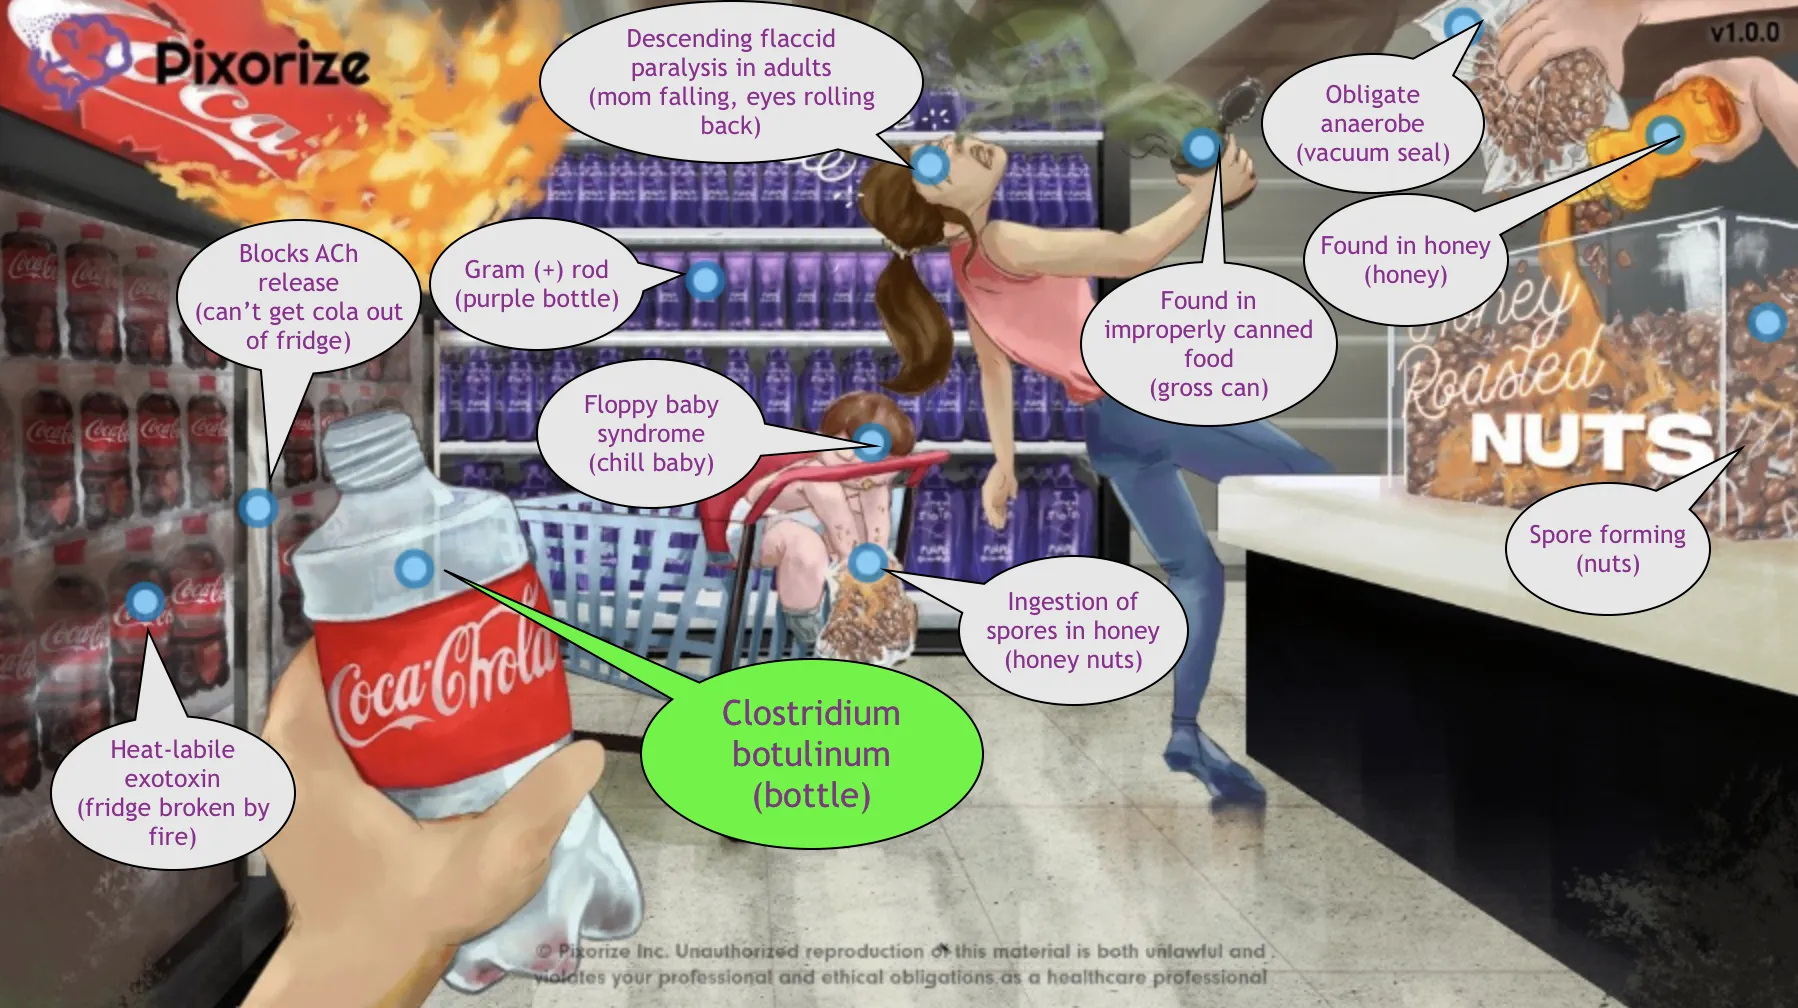 Pixorize
Coca
v1.0.0
Descending flaccid
paralysis in adults
(mom falling, eyes rolling
back)
Obligate
anaerobe
(vacuum seal)
Blocks ACh
release
(can't get cola out
of fridge)
Gram (+) rod
(purple bottle)
Found in
improperly canned
food
(gross can)
Found in honey
(honey)
Honey
Roasted
NUTS
Floppy baby
syndrome
(chill baby)
Spore forming
(nuts)
Ingestion of
spores in honey
(honey nuts)
Coca-Chola
Clostridium
botulinum
(bottle)
Heat-labile
exotoxin
(fridge broken by
fire)
© Pixorize Inc. Unauthorized reproduction of this material is both unlawful and
violates your professional and ethical obligations as a healthcare professional